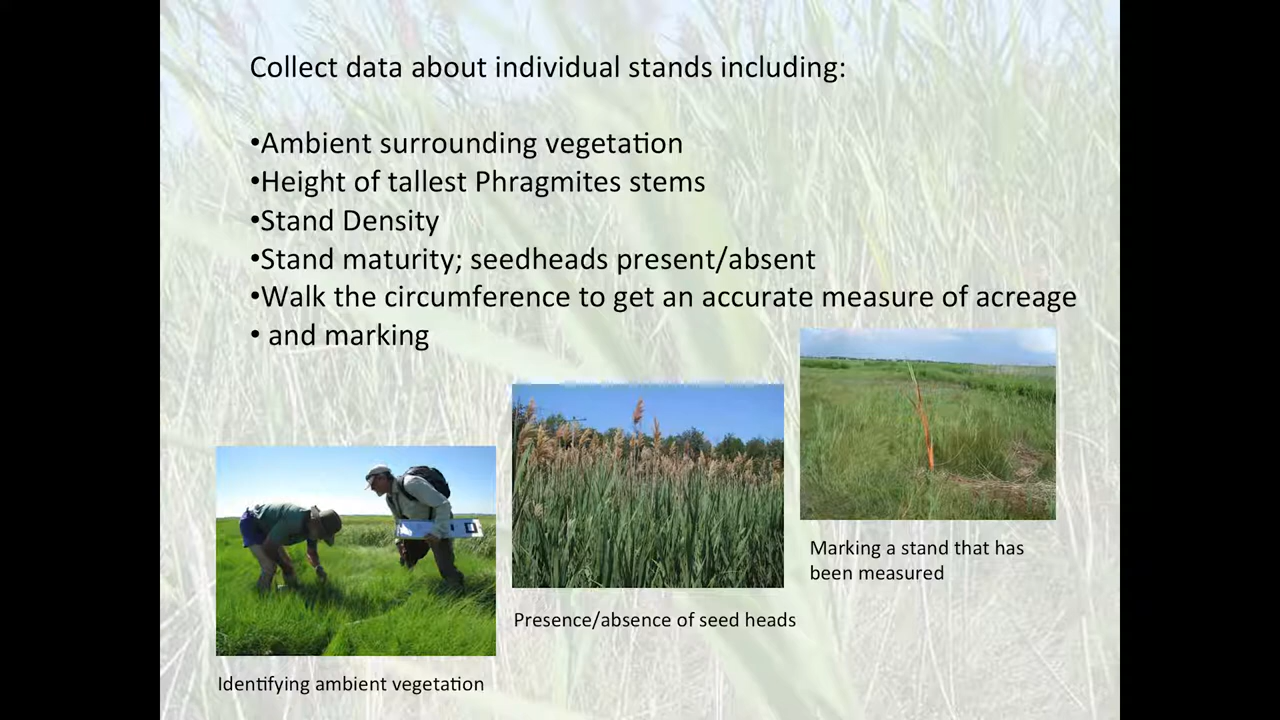 Collect data about individual stands including:
•Ambient surrounding vegetation
•Height of tallest Phragmites stems
•Stand Density
•Stand maturity; seedheads present/absent
•Walk the circumference to get an accurate measure of acreage
• and marking
Marking a stand that has
been measured
Presence/absence of seed heads
Identifying ambient vegetation